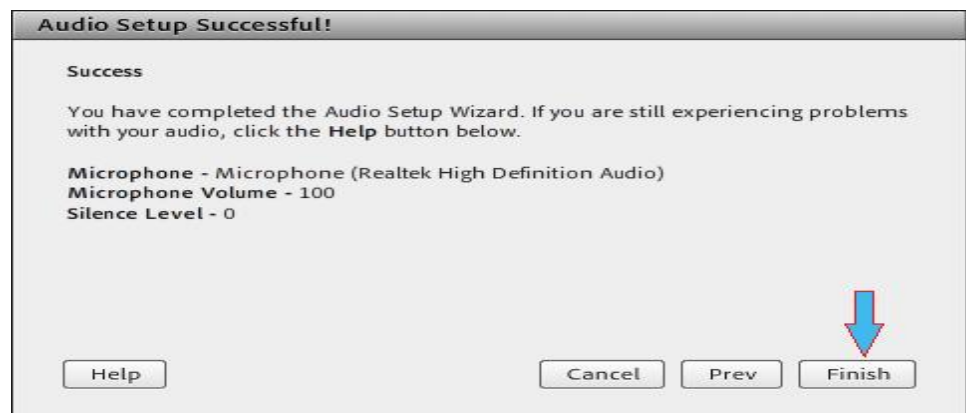 Audio Setup Successful!
Success
You have completed the Audio Setup Wizard. If you are still experiencing problems
with your audio, click the Help button below.
Microphone - Microphone (Realtek High Definition Audio)
Microphone Volume - 100
Silence Level - 0
Help Cancel Prev Finish